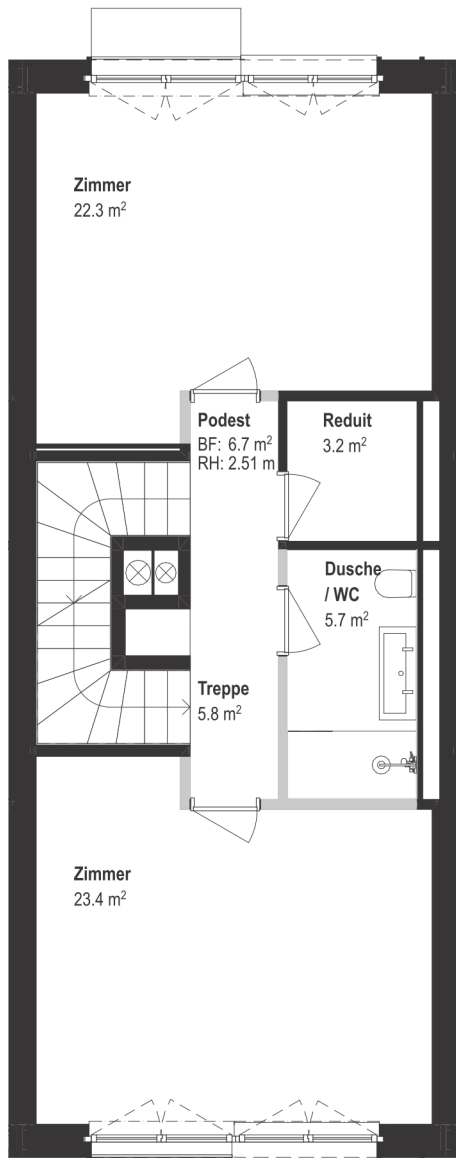 Zimmer
22.3 m²
Podest
BF: 6.7 m²
RH: 2.51 m
Reduit
3.2 m²
Dusche
/ WC
5.7 m²
Treppe
5.8 m²
Zimmer
23.4 m²